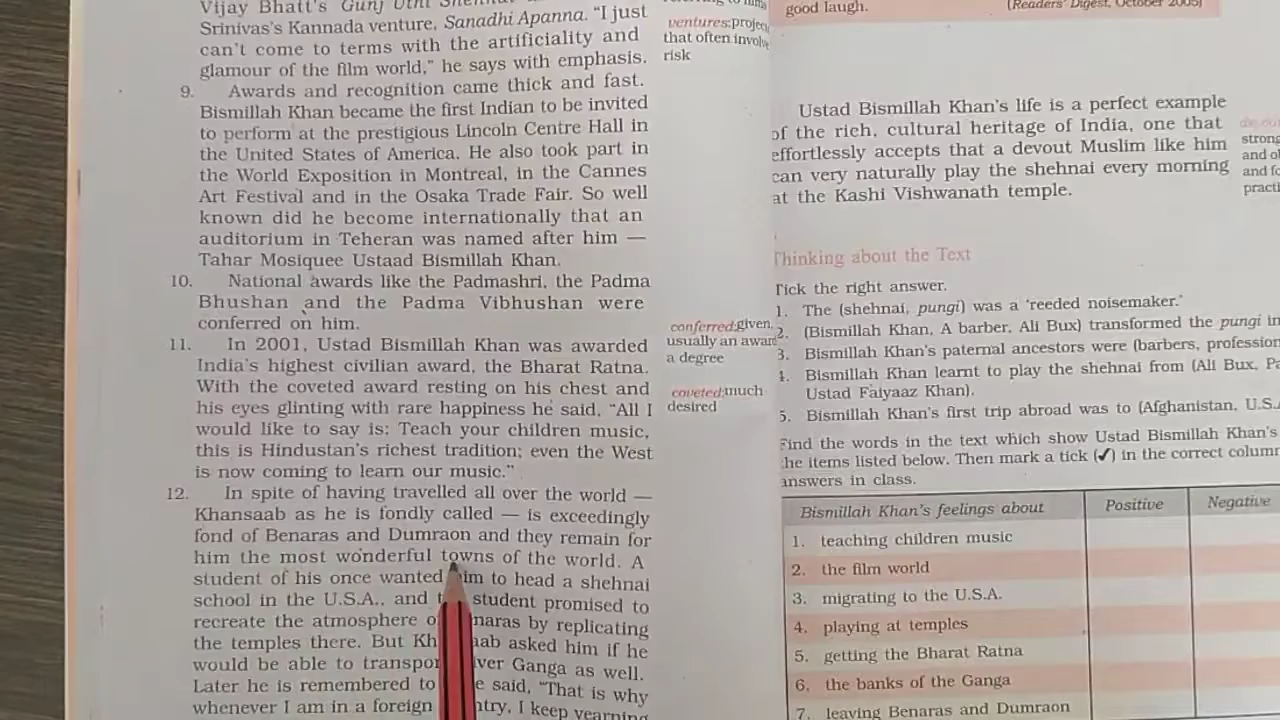 Vijay Bhatt's Gunj Uthi
Srinivas's Kannada venture, Sanadhi Apanna. “I just
can't come to terms with the artificiality and
glamour of the film world,” he says with emphasis.
9. Awards and recognition came thick and fast.
Bismillah Khan became the first Indian to be invited
to perform at the prestigious Lincoln Centre Hall in
the United States of America. He also took part in
the World Exposition in Montreal, in the Cannes
Art Festival and in the Osaka Trade Fair. So well
known did he become internationally that an
auditorium in Teheran was named after him —
Tahar Mosiquee Ustaad Bismillah Khan.
10. National awards like the Padmashri, the Padma
Bhushan and the Padma Vibhushan were
conferred on him.
11. In 2001, Ustad Bismillah Khan was awarded
India's highest civilian award, the Bharat Ratna.
With the coveted award resting on his chest and
his eyes glinting with rare happiness he said, “All I
would like to say is: Teach your children music,
this is Hindustan's richest tradition; even the West
is now coming to learn our music.”
12. In spite of having travelled all over the world —
Khansaab as he is fondly called — is exceedingly
fond of Benaras and Dumraon and they remain for
him the most wonderful towns of the world. A
student of his once wanted him to head a shehnai
school in the U.S.A., and student promised to
recreate the atmosphere naras by replicating
the temples there. But Kh aab asked him if he
would be able to transpor iver Ganga as well.
Later he is remembered to e said, “That is why
whenever I am in a foreign ntry, I keep yearning
ventures: projec
that often involv
risk
conferred: given,
usually an award
a degree
coveted: much
desired
good laugh.
(Readers' Digest, October 2005)
Ustad Bismillah Khan's life is a perfect example
of the rich, cultural heritage of India, one that
effortlessly accepts that a devout Muslim like him
can very naturally play the shehnai every morning
at the Kashi Vishwanath temple.
strong
and
and
practi
Thinking about the Text
Tick the right answer.
1. The (shehnai, pungi) was a ‘reeded noisemaker.’
2. (Bismillah Khan, A barber, Ali Bux) transformed the pungi in
3. Bismillah Khan's paternal ancestors were (barbers, profession
4. Bismillah Khan learnt to play the shehnai from (Ali Bux, Pa
Ustad Faiyaaz Khan).
5. Bismillah Khan's first trip abroad was to (Afghanistan, U.S.A
Find the words in the text which show Ustad Bismillah Khan's
the items listed below. Then mark a tick (✓) in the correct column
answers in class.
Bismillah Khan's feelings about Positive Negative
1. teaching children music
2. the film world
3. migrating to the U.S.A.
4. playing at temples
5. getting the Bharat Ratna
6. the banks of the Ganga
7. leaving Benaras and Dumraon